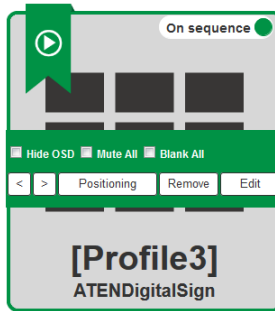 On sequence
Hide OSD Mute All Blank All
< > Positioning Remove Edit
[Profile3]
ATENDigitalSign